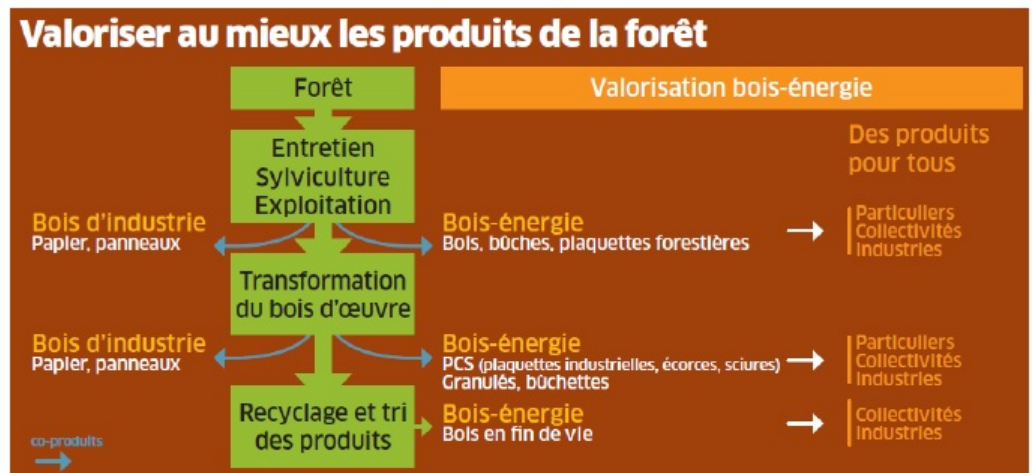 Valoriser au mieux les produits de la forêt
Forêt
Valorisation bois-énergie
Des produits
pour tous
Entretien
Sylviculture
Exploitation
Bois d'industrie
Papier, panneaux
Bois-énergie
Bois, bûches, plaquettes forestières
Particuliers
Collectivités
Industries
Transformation
du bois d'œuvre
Bois d'industrie
Papier, panneaux
Bois-énergie
PCS (plaquettes industrielles, écorces, sciures)
Granulés, bûchettes
Particuliers
Collectivités
Industries
Recyclage et tri
des produits
Bois-énergie
Bois en fin de vie
Collectivités
Industries
co-produits